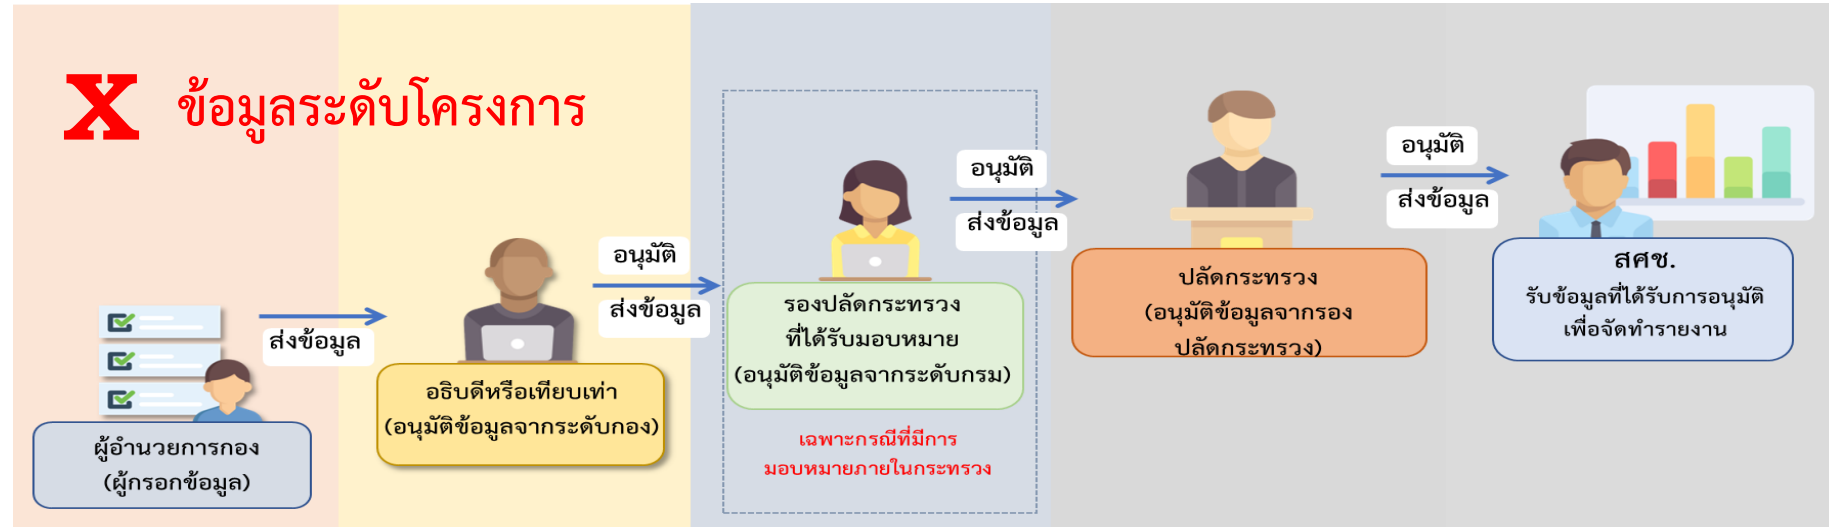 X ข้อมูลระดับโครงการ
ส่งข้อมูล
ผู้อำนวยการกอง
(ผู้กรอกข้อมูล)
อนุมัติ
ส่งข้อมูล
อธิบดีหรือเทียบเท่า
(อนุมัติข้อมูลจากระดับกอง)
อนุมัติ
ส่งข้อมูล
รองปลัดกระทรวง
ที่ได้รับมอบหมาย
(อนุมัติข้อมูลจากระดับกรม)
เฉพาะกรณีที่มีการ
มอบหมายภายในกระทรวง
อนุมัติ
ส่งข้อมูล
ปลัดกระทรวง
(อนุมัติข้อมูลจากรอง
ปลัดกระทรวง)
สศช.
รับข้อมูลที่ได้รับการอนุมัติ
เพื่อจัดทำรายงาน